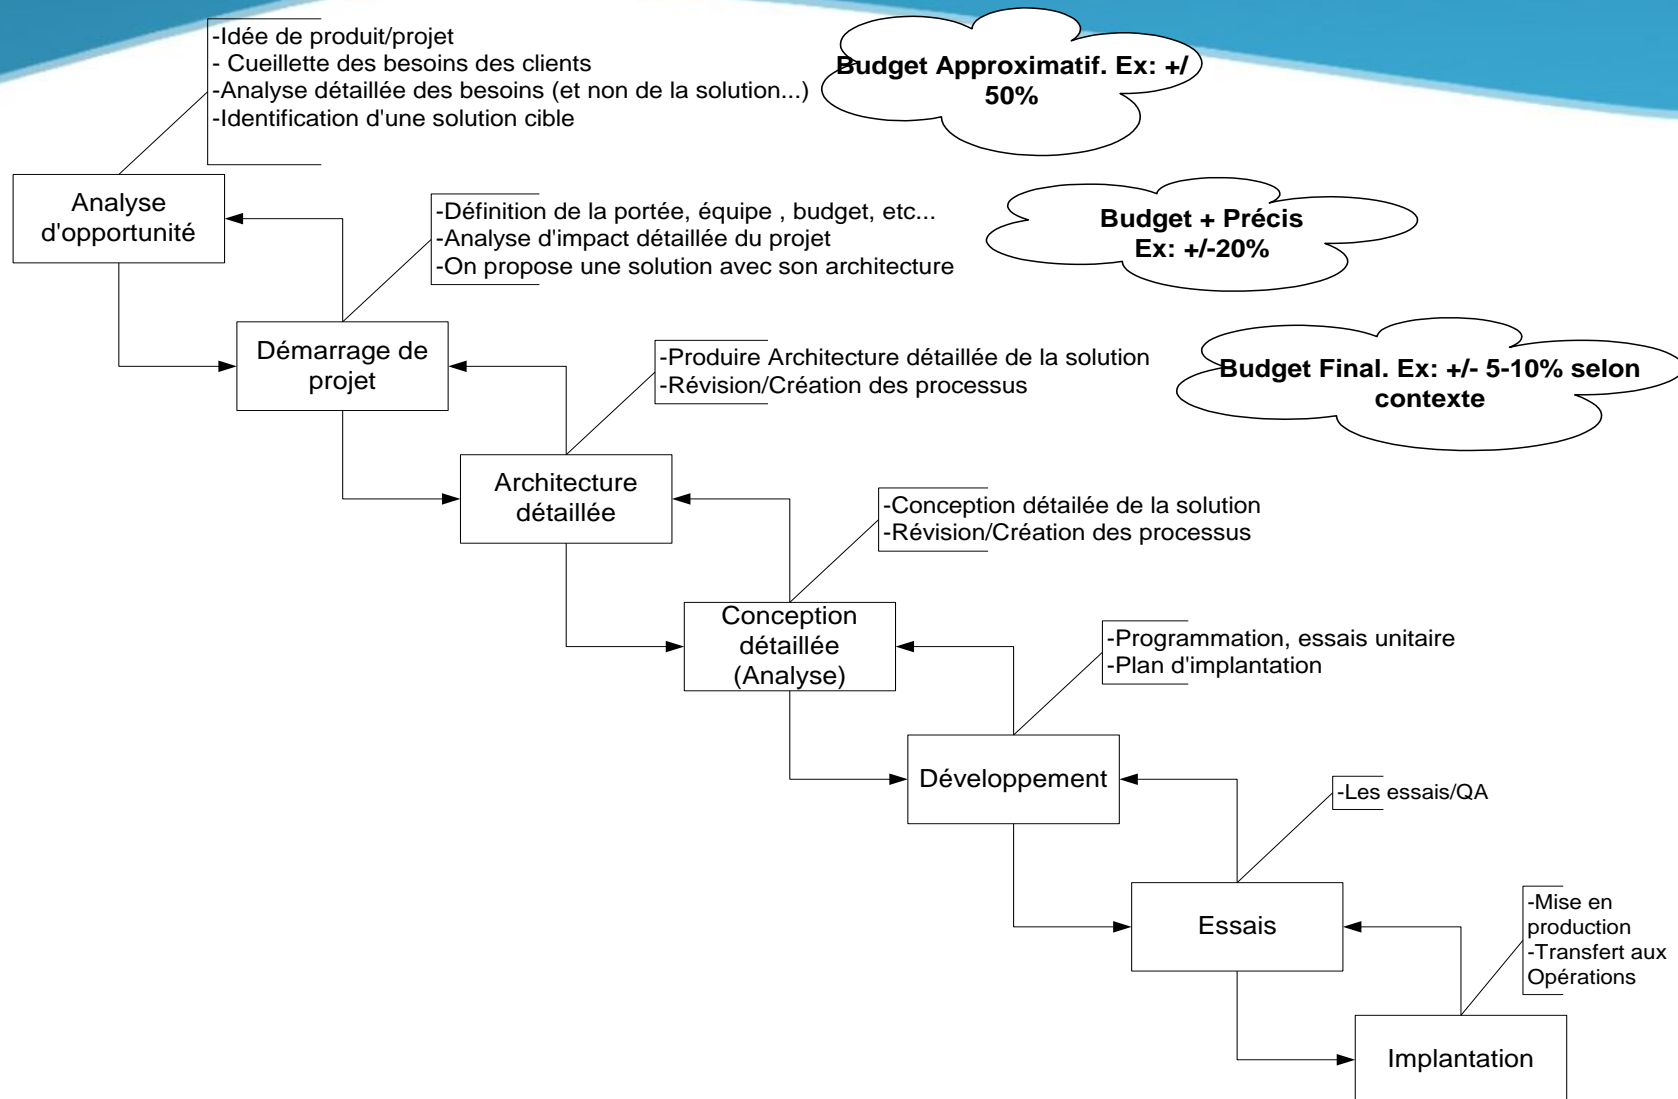 -Idée de produit/projet
- Cueillette des besoins des clients
-Analyse détaillée des besoins (et non de la solution...)
-Identification d'une solution cible
Budget Approximatif. Ex: +/
50%
Analyse
d'opportunité
-Définition de la portée, équipe , budget, etc...
-Analyse d'impact détaillée du projet
-On propose une solution avec son architecture
Budget + Précis
Ex: +/-20%
Démarrage de
projet
-Produire Architecture détaillée de la solution
-Révision/Création des processus
Budget Final. Ex: +/- 5-10% selon
contexte
Architecture
détaillée
-Conception détailée de la solution
-Révision/Création des processus
Conception
détaillée
(Analyse)
-Programmation, essais unitaire
-Plan d'implantation
Développement
-Les essais/QA
Essais
-Mise en
production
-Transfert aux
Opérations
Implantation